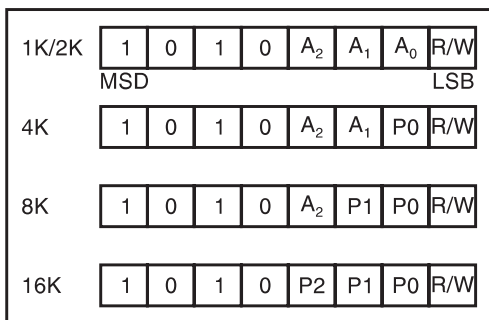 1K/2K 1 0 1 0 A₂ A₁ A₀ R/W
MSD LSB
4K 1 0 1 0 A₂ A₁ P0 R/W
8K 1 0 1 0 A₂ P1 P0 R/W
16K 1 0 1 0 P2 P1 P0 R/W